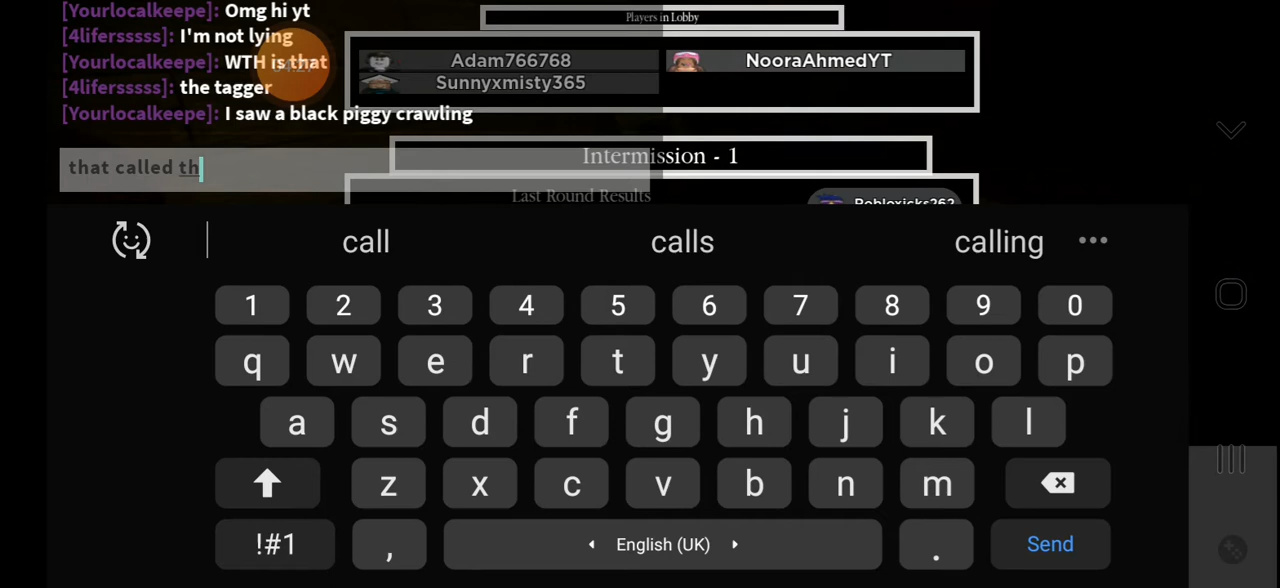 [Yourlocalkeepe]: Omg hi yt
Players in Lobby
[4lifersssss]: I'm not lying
[Yourlocalkeepe]: WTH is that
Adam766768
NooraAhmedYT
[4lifersssss]: the tagger
Sunnyxmisty365
[Yourlocalkeepe]: I saw a black piggy crawling
Intermission - 1
that called th
Last Round Results
call calls calling
1 2 3 4 5 6 7 8 9 0
q w e r t y u i o p
a s d f g h j k l
z x c v b n m
!#1 , English (UK) . Send